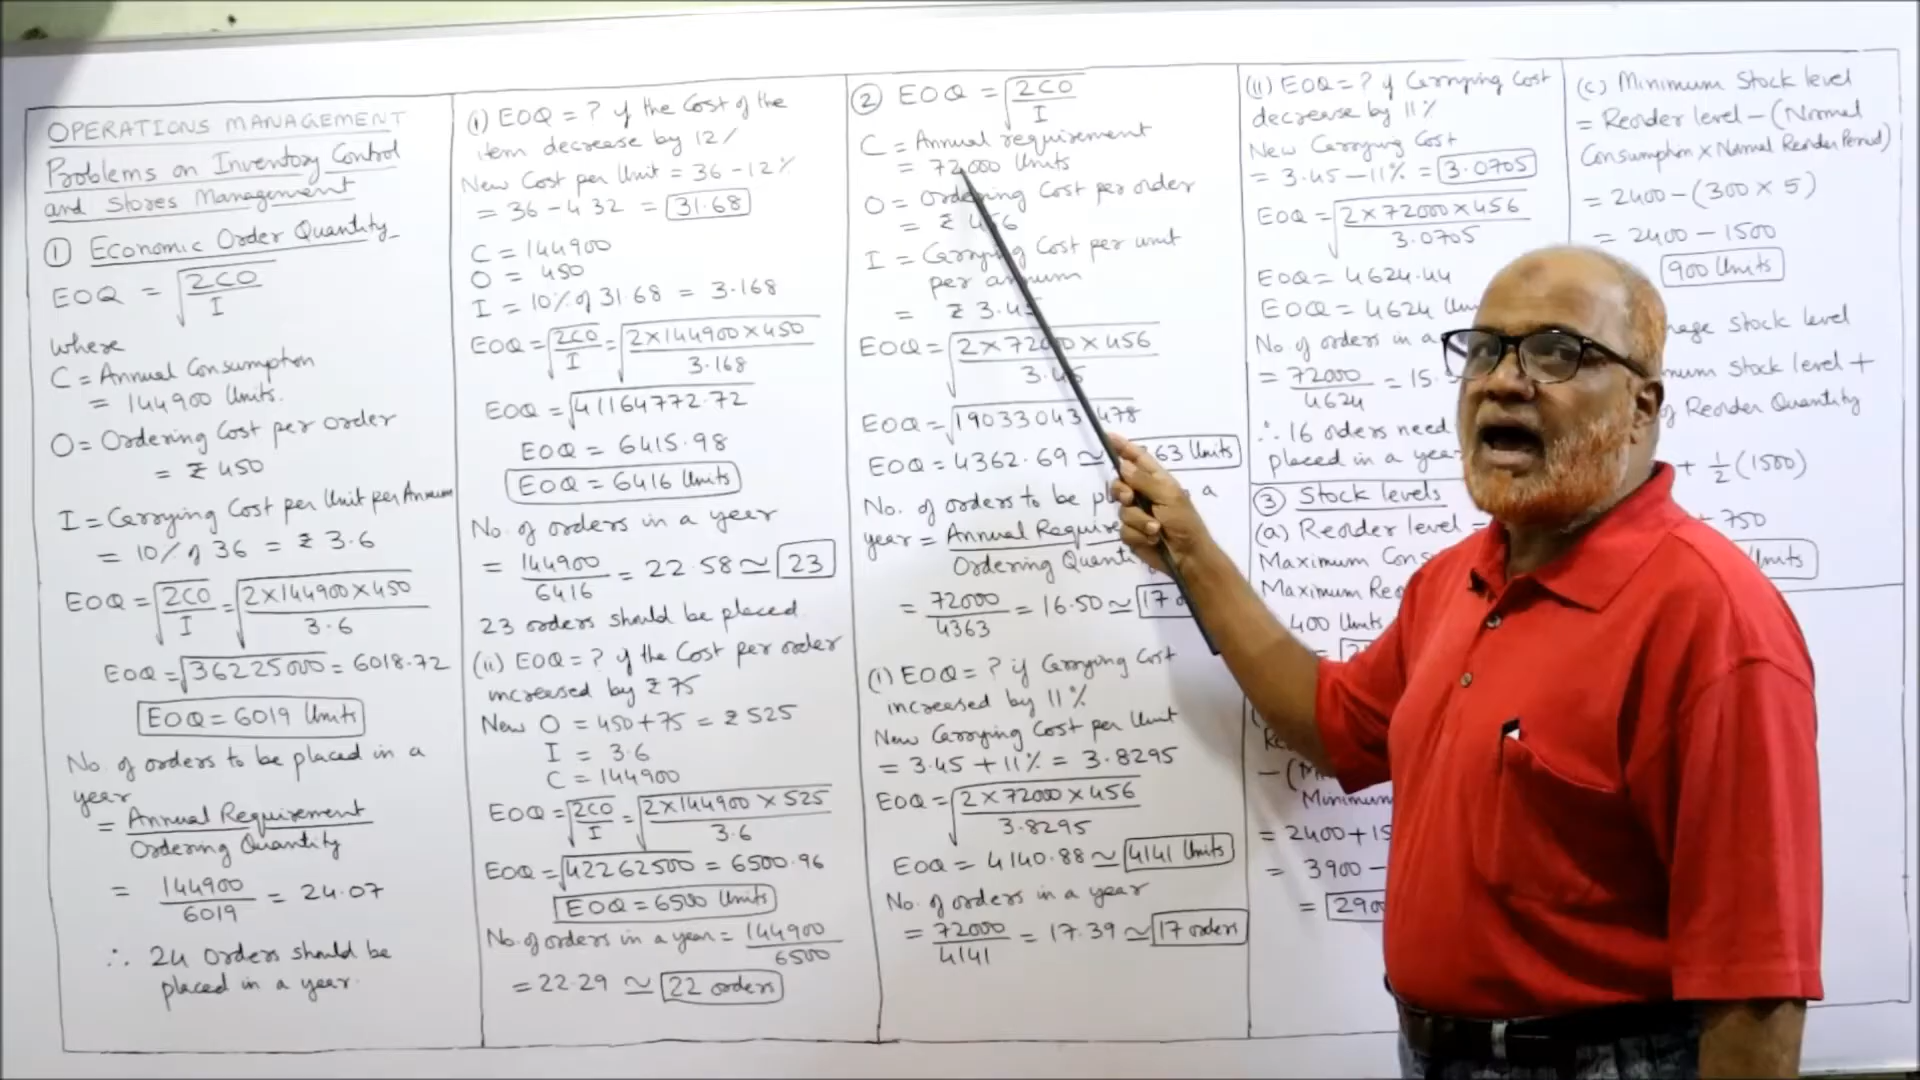 OPERATIONS MANAGEMENT
Problems on Inventory Control
and Stores Management
① Economic Order Quantity
EOQ = √2CO/I
where
C = Annual Consumption
= 144900 Units.
O = Ordering Cost per order
= ₹ 450
I = Carrying Cost per Unit per Annum
= 10% of 36 = ₹ 3.6
EOQ = √2CO/I = √2×144900×450/3.6
EOQ = √36225000 = 6018.72
EOQ = 6019 Units
No. of orders to be placed in a
year
= Annual Requirement/Ordering Quantity
= 144900/6019 = 24.07
∴ 24 orders should be
placed in a year.
(i) EOQ = ? if the Cost of the
item decrease by 12%
New Cost per Unit = 36 - 12%
= 36 - 4.32 = 31.68
C = 144900
O = 450
I = 10% of 31.68 = 3.168
EOQ = √2CO/I = √2×144900×450/3.168
EOQ = √41164772.72
EOQ = 6415.98
EOQ = 6416 Units
No. of orders in a year
= 144900/6416 = 22.58 ≃ 23
23 orders should be placed.
(ii) EOQ = ? if the Cost per order
increased by ₹ 75
New O = 450+75 = ₹ 525
I = 3.6
C = 144900
EOQ = √2CO/I = √2×144900×525/3.6
EOQ = √42262500 = 6500.96
EOQ = 6500 Units
No. of orders in a year = 144900/6500
= 22.29 ≃ 22 orders
② EOQ = √2CO/I
C = Annual requirement
= 72000 Units
O = Ordering Cost per order
= ₹ 456
I = Carrying Cost per unit
per annum
= ₹ 3.45
EOQ = √2×72000×456/3.45
EOQ = √19033043 478
EOQ = 4362.69 ≃ 363 Units
No. of orders to be a
year = Annual Requi/Ordering Quanti
= 72000/4363 = 16.50 ≃ 17
(i) EOQ = ? if Carrying Cost
increased by 11%
New Carrying Cost per Unit
= 3.45 + 11% = 3.8295
EOQ = √2×72000×456/3.8295
EOQ = 4140.88 ≃ 4141 Units
No. of orders in a year
= 72000/4141 = 17.39 ≃ 17 orders
(ii) EOQ = ? if Carrying Cost
decrease by 11%
New Carrying Cost
= 3.45 - 11% = 3.0705
EOQ = √2×72000×456/3.0705
EOQ = 4624.44
EOQ = 4624
No. of orders in a
= 72000/4624 = 15.
∴ 16 orders need
placed in a yea
③ Stock levels
(a) Reorder level =
Maximum Cons
Maximum Reo
400 Units
Minimum
= 2400 + 15
= 3900 -
= 290
(c) Minimum Stock level
= Reorder level - (Normal
Consumption × Normal Reorder Period)
= 2400 - (300 × 5)
= 2400 - 1500
900 Units
Stock level
Stock level +
Reorder Quantity
+ ½ (1500)
+ 750
Units